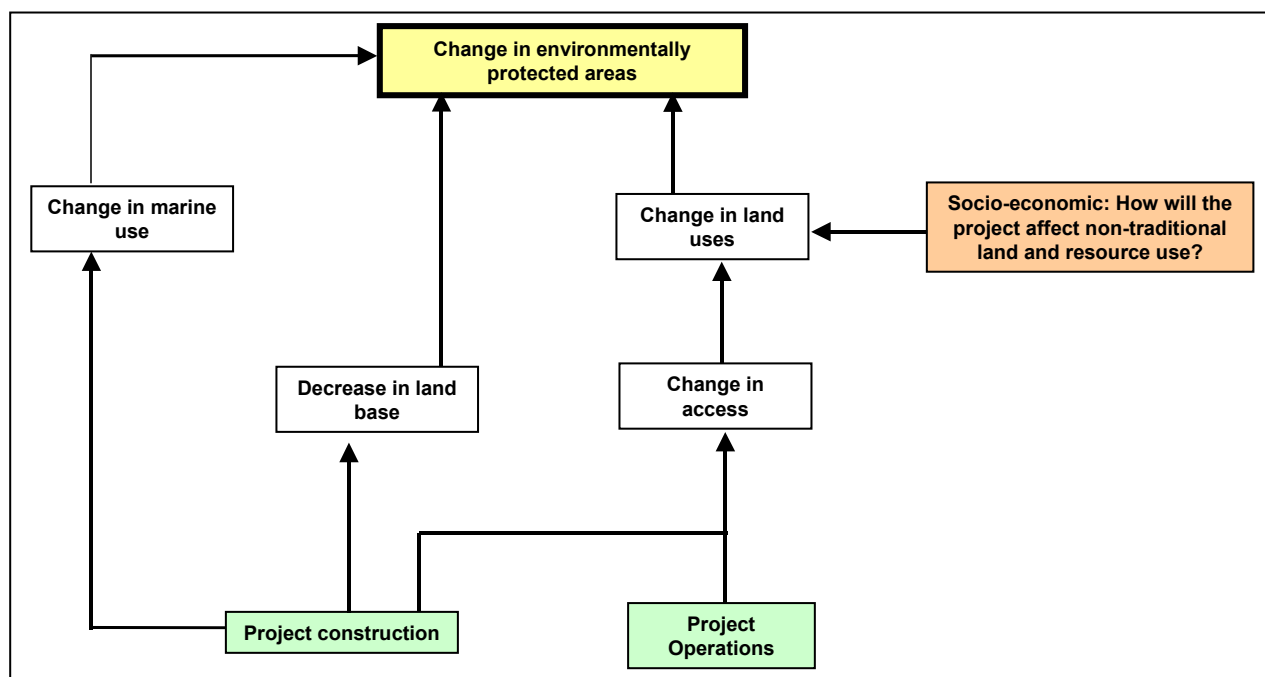 Change in environmentally
protected areas
Change in marine
use
Change in land
uses
Socio-economic: How will the
project affect non-traditional
land and resource use?
Decrease in land
base
Change in
access
Project construction
Project
Operations